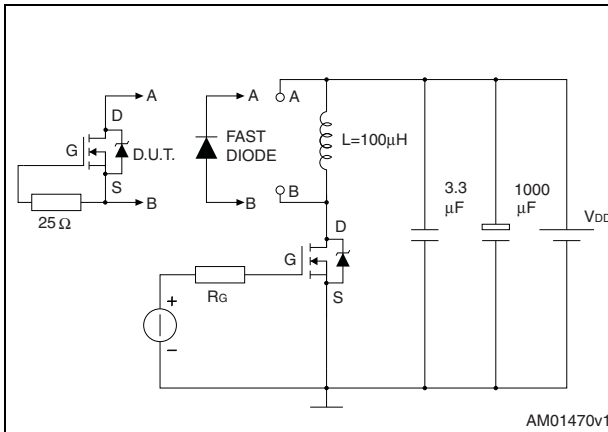 A
A
A
D
G
D.U.T.
FAST
DIODE
L=100μH
S
B
B
B
25 Ω
3.3
μF
1000
μF
VDD
D
G
S
RG
+
−
AM01470v1